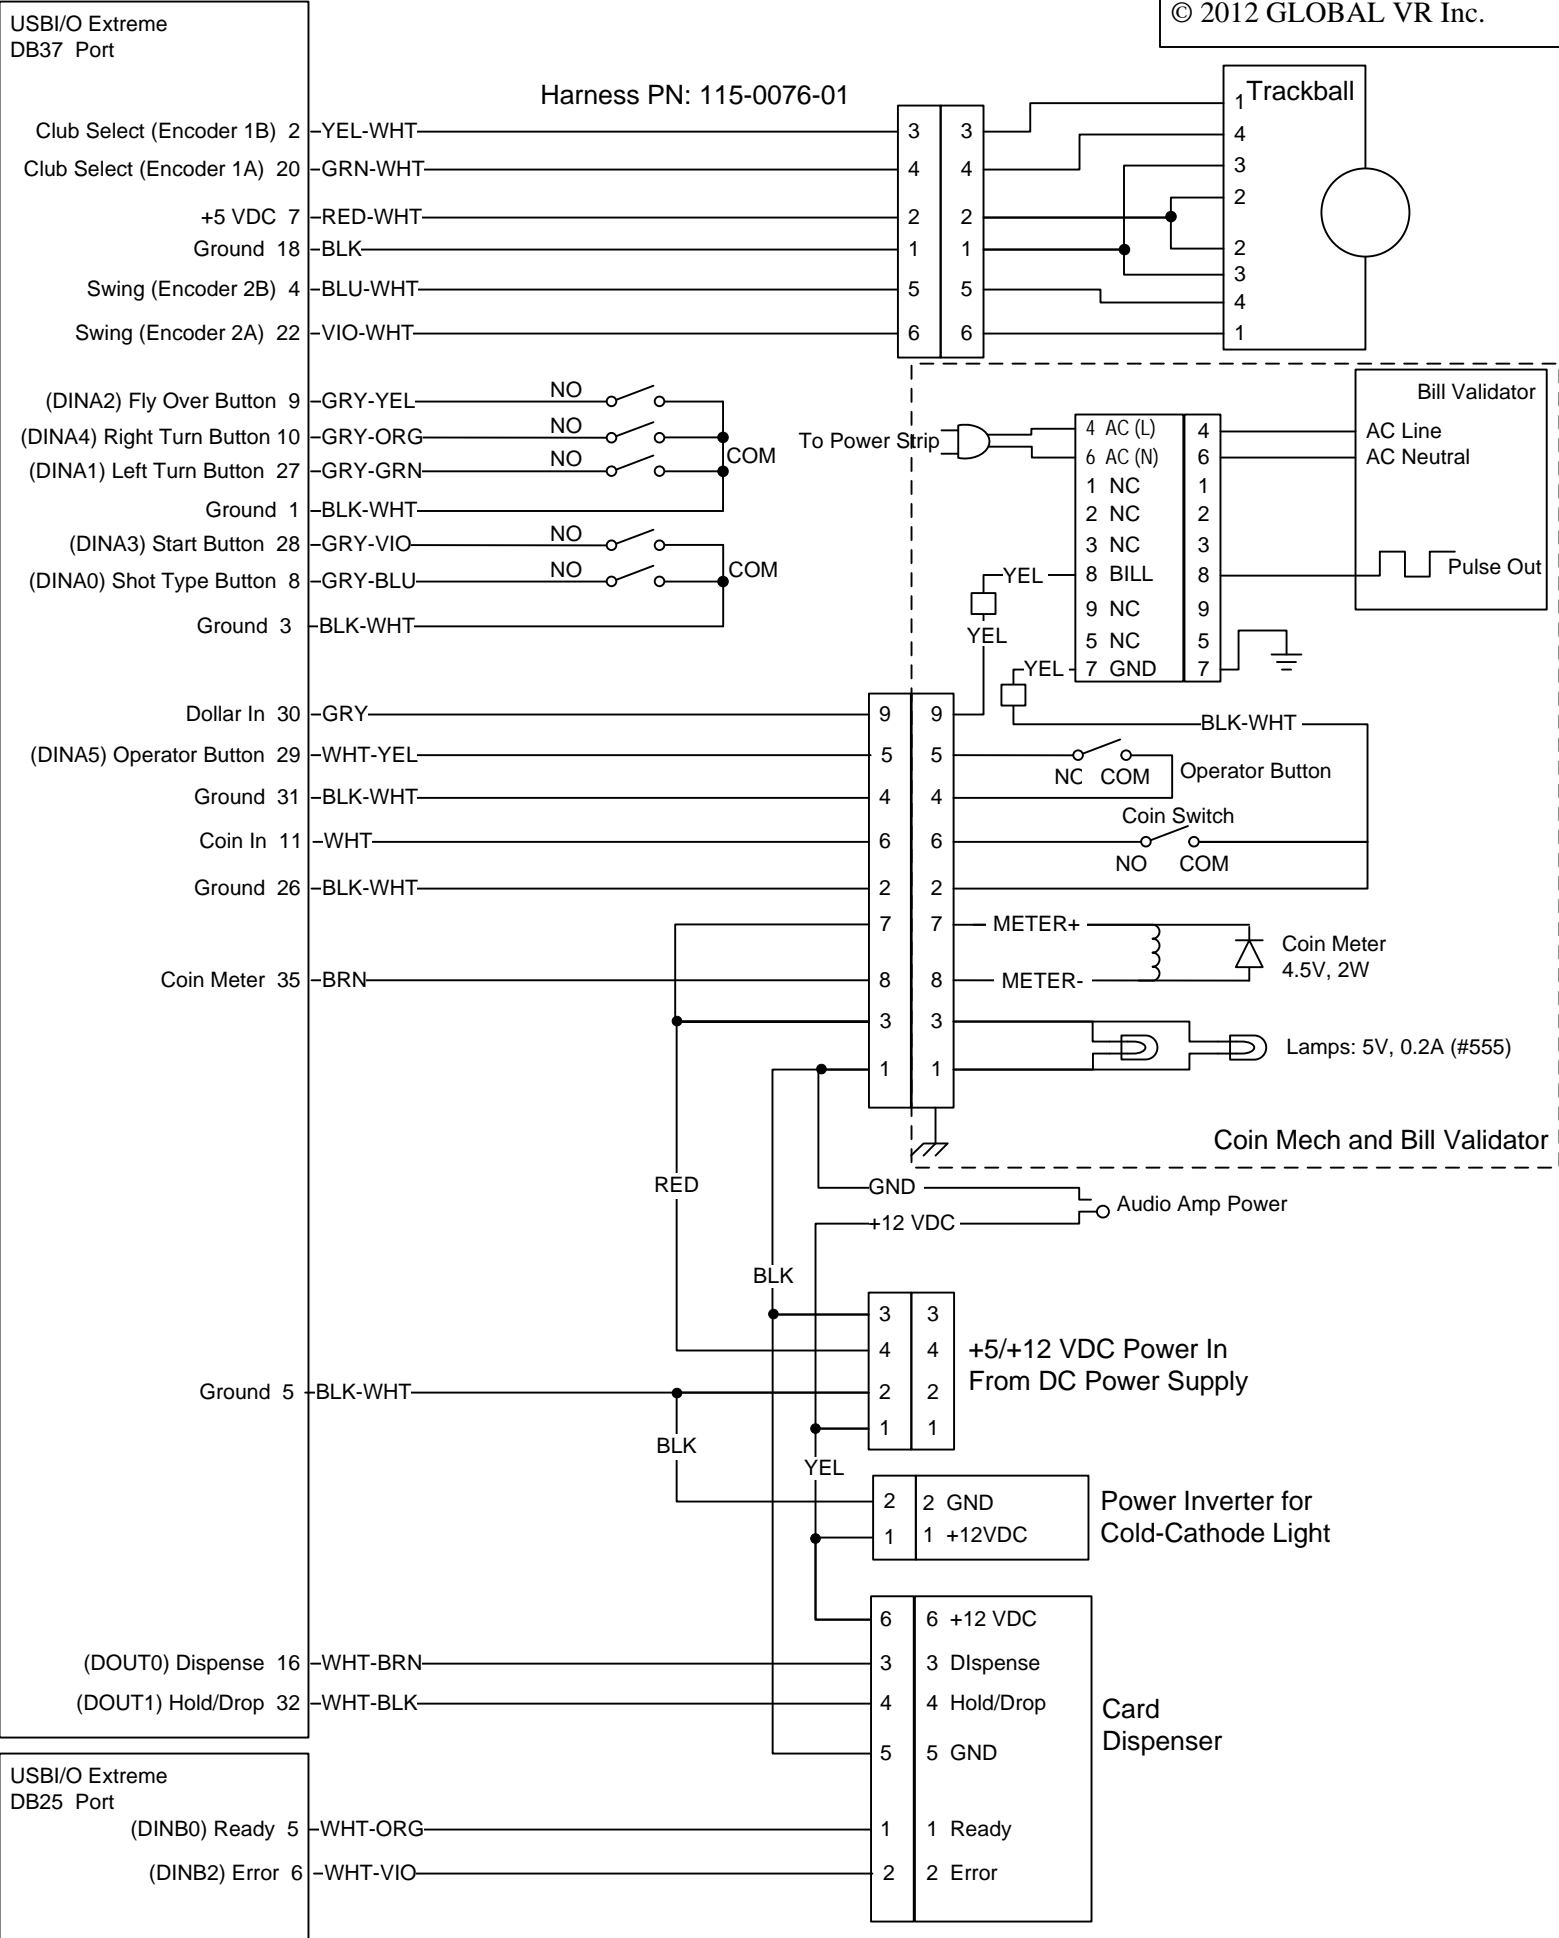 USBI/O Extreme
DB37 Port
© 2012 GLOBAL VR Inc.
Harness PN: 115-0076-01
Trackball
Club Select (Encoder 1B) 2 YEL-WHT 3 3 1
Club Select (Encoder 1A) 20 GRN-WHT 4 4 4
3
2
+5 VDC 7 RED-WHT 2 2
Ground 18 BLK 1 1 2
3
Swing (Encoder 2B) 4 BLU-WHT 5 5 4
Swing (Encoder 2A) 22 VIO-WHT 6 6 1
(DINA2) Fly Over Button 9 GRY-YEL NO
(DINA4) Right Turn Button 10 GRY-ORG NO
COM
(DINA1) Left Turn Button 27 GRY-GRN NO
Ground 1 BLK-WHT
(DINA3) Start Button 28 GRY-VIO NO
COM
(DINA0) Shot Type Button 8 GRY-BLU NO
Ground 3 BLK-WHT
Bill Validator
To Power Strip
4 AC (L) 4 AC Line
6 AC (N) 6 AC Neutral
1 NC 1
2 NC 2
3 NC 3
YEL 8 BILL 8 Pulse Out
9 NC 9
YEL
5 NC 5
YEL 7 GND 7
Dollar In 30 GRY 9 9
BLK-WHT
(DINA5) Operator Button 29 WHT-YEL 5 5
NC COM Operator Button
Ground 31 BLK-WHT 4 4
Coin Switch
Coin In 11 WHT 6 6
NO COM
Ground 26 BLK-WHT 2 2
7 7 METER+
Coin Meter
4.5V, 2W
Coin Meter 35 BRN 8 8 METER-
3 3
Lamps: 5V, 0.2A (#555)
1 1
Coin Mech and Bill Validator
RED
GND
Audio Amp Power
+12 VDC
BLK
3 3
4 4
+5/+12 VDC Power In
From DC Power Supply
Ground 5 BLK-WHT 2 2
1 1
BLK
YEL
2 2 GND
1 1 +12VDC
Power Inverter for
Cold-Cathode Light
6 6 +12 VDC
(DOUT0) Dispense 16 WHT-BRN 3 3 DIspense
(DOUT1) Hold/Drop 32 WHT-BLK 4 4 Hold/Drop
Card
Dispenser
5 5 GND
USBI/O Extreme
DB25 Port
(DINB0) Ready 5 WHT-ORG 1 1 Ready
(DINB2) Error 6 WHT-VIO 2 2 Error